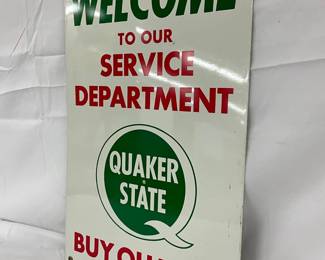 WELCOME
TO OUR
SERVICE
DEPARTMENT
QUAKER
STATE
BUY